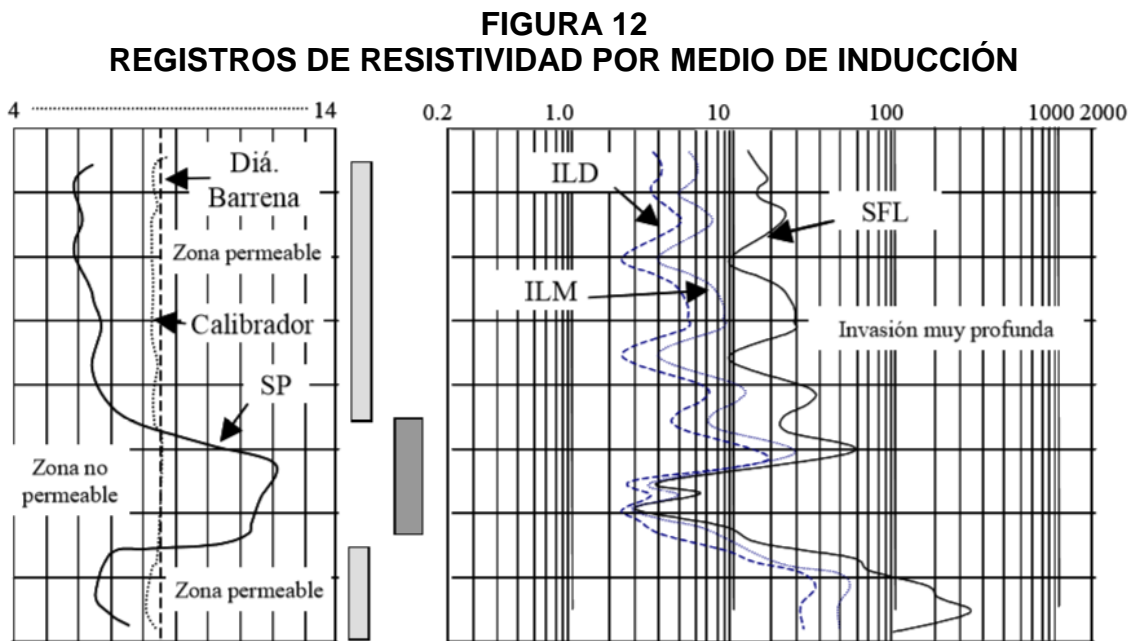 FIGURA 12
REGISTROS DE RESISTIVIDAD POR MEDIO DE INDUCCIÓN
4 14 0.2 1.0 10 100 1000 2000
Diá.
Barrena
Zona permeable
Calibrador
SP
Zona no
permeable
Zona permeable
ILD
SFL
ILM
Invasión muy profunda